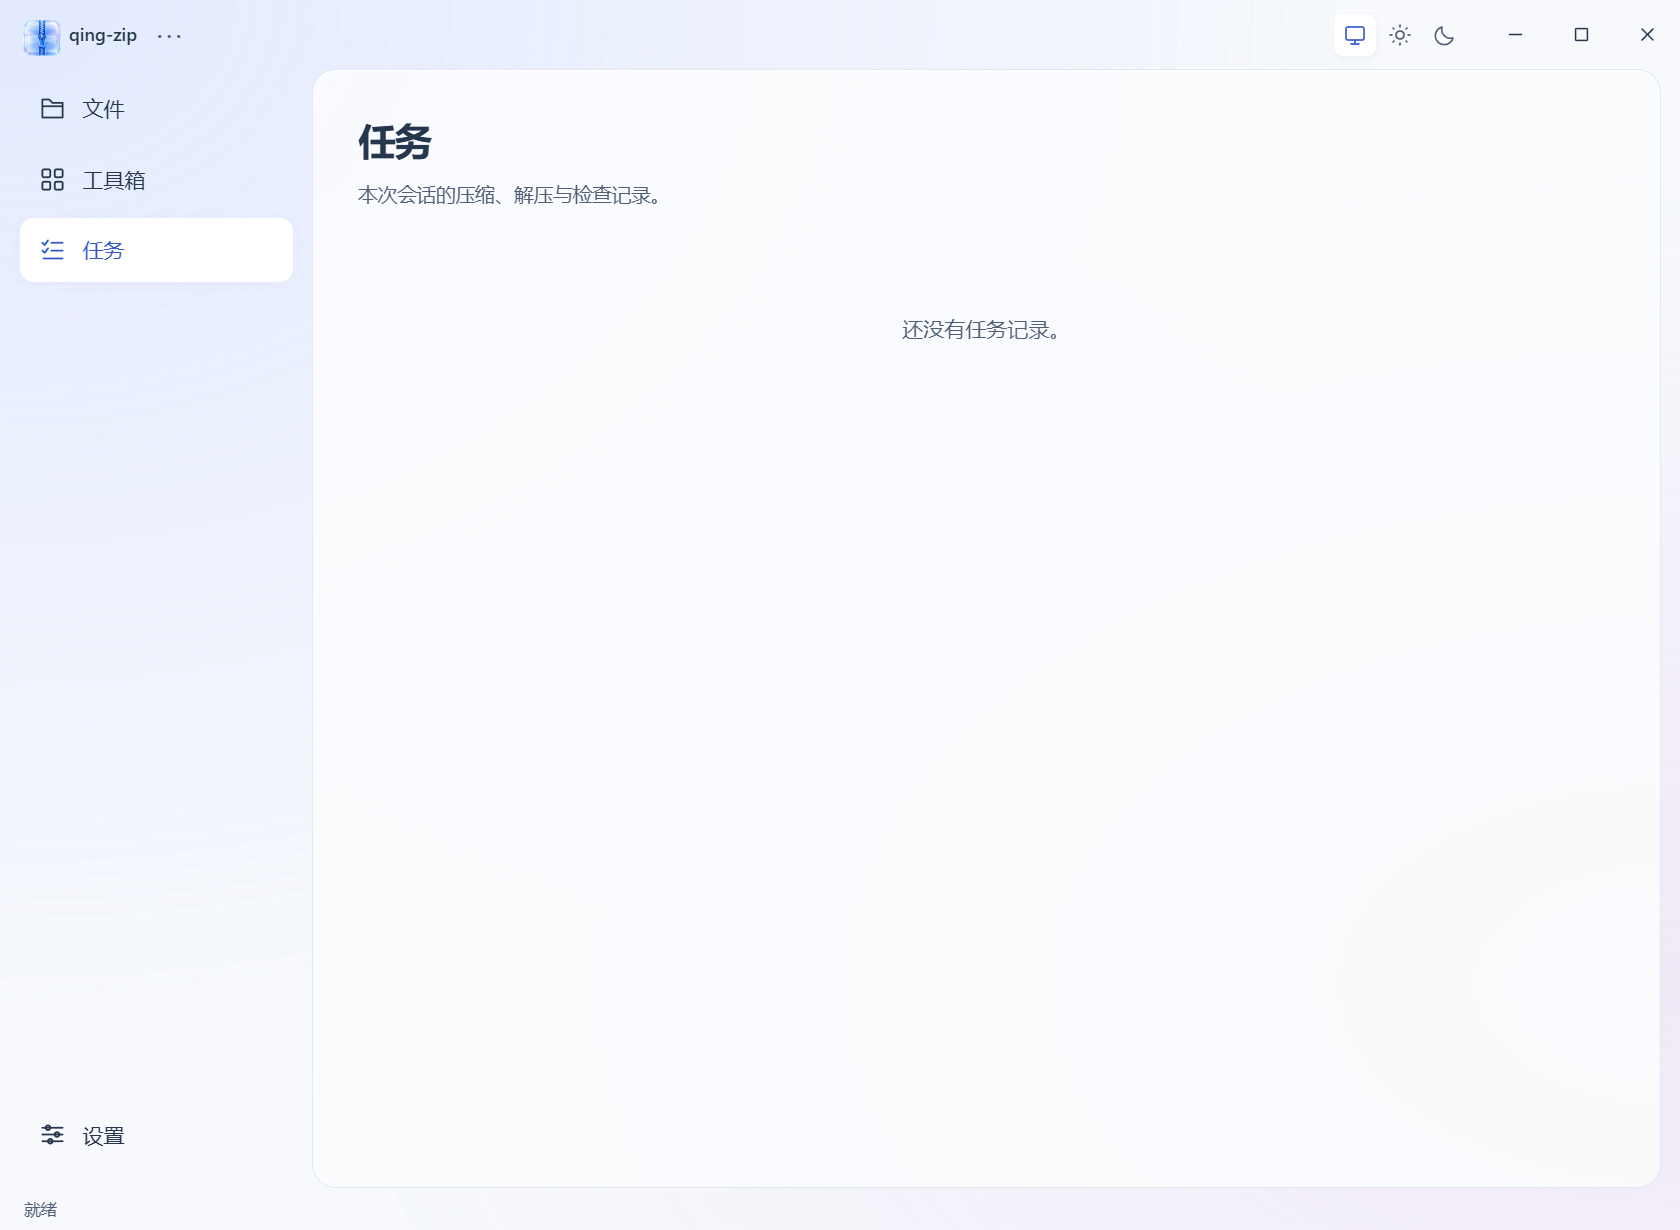 qing-zip
文件
工具箱
任务
任务
本次会话的压缩、解压与检查记录。
还没有任务记录。
设置
就绪